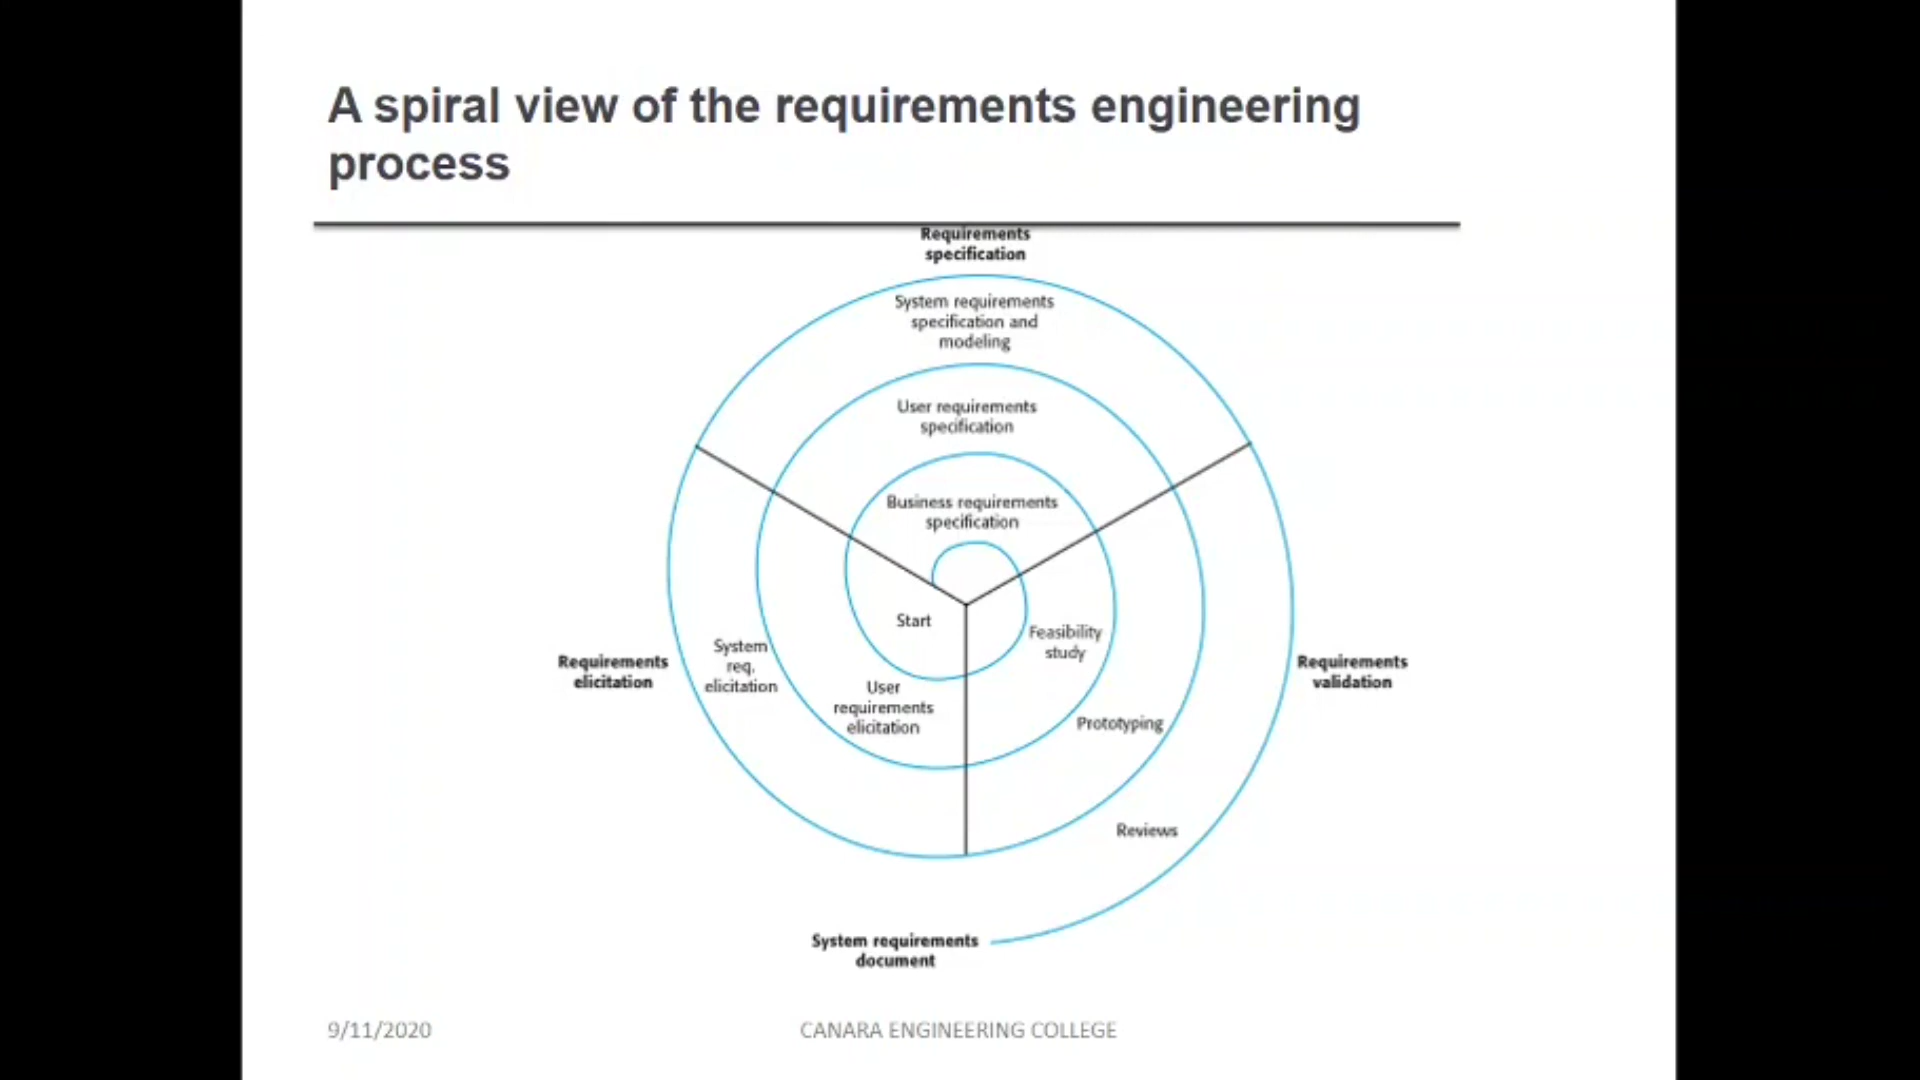 A spiral view of the requirements engineering
process
Requirements
specification
System requirements
specification and
modeling
User requirements
specification
Business requirements
specification
Start
Feasibility
study
System
req.
elicitation
Requirements
elicitation
Requirements
validation
User
requirements
elicitation
Prototyping
Reviews
System requirements
document
9/11/2020
CANARA ENGINEERING COLLEGE